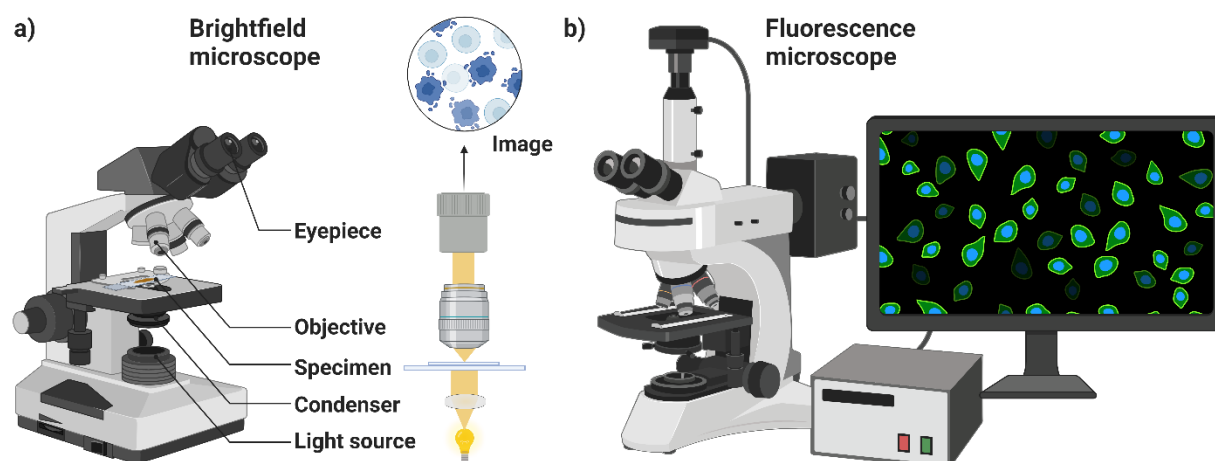 a)
Brightfield
microscope
Image
Eyepiece
Objective
Specimen
Condenser
Light source
b)
Fluorescence
microscope